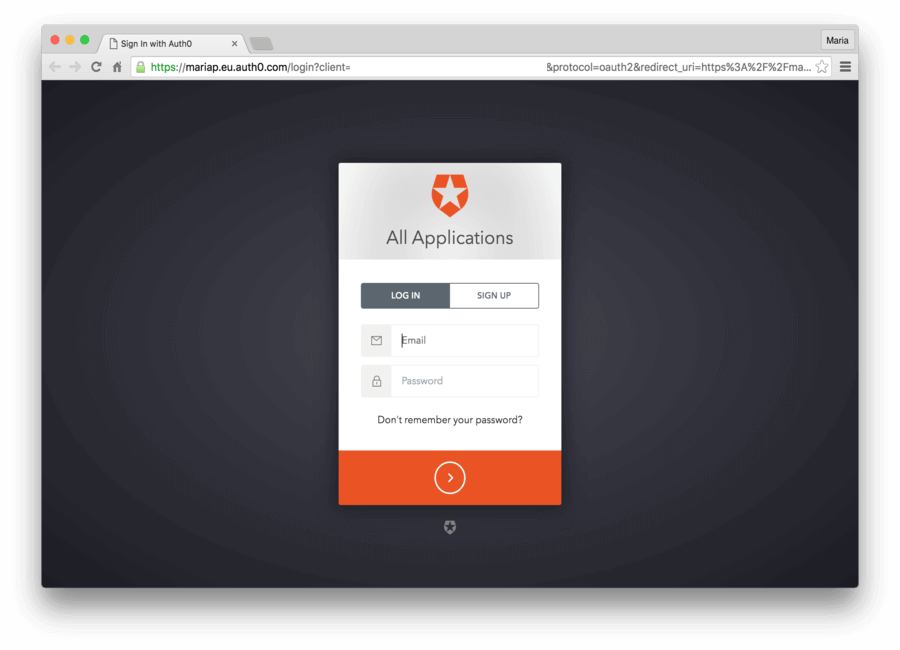 Sign In with Auth0
Maria
https://mariap.eu.auth0.com/login?client= &protocol=oauth2&redirect_uri=https%3A%2F%2Fma...
All Applications
LOG IN SIGN UP
Email
Password
Don't remember your password?